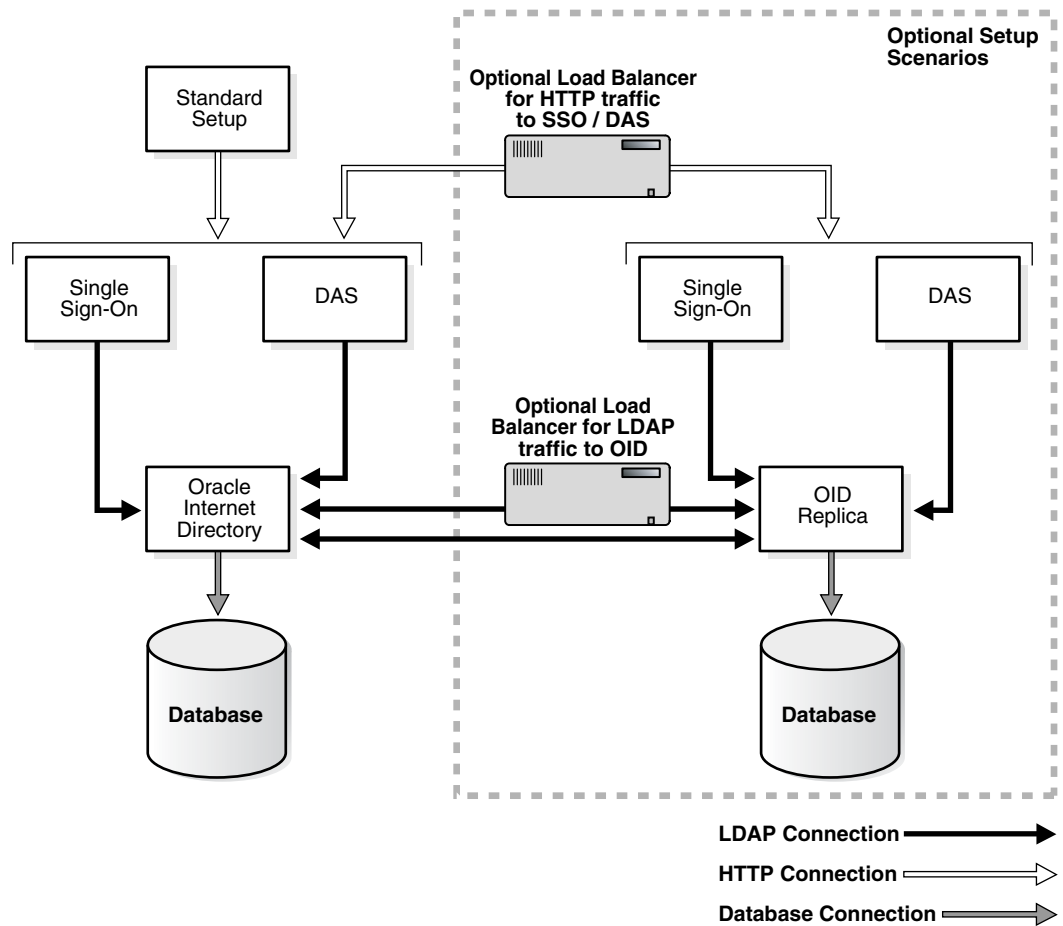 Optional Setup
Scenarios
Optional Load Balancer
for HTTP traffic
to SSO / DAS
Standard
Setup
Single
Sign-On
DAS
Single
Sign-On
DAS
Optional Load
Balancer for LDAP
traffic to OID
Oracle
Internet
Directory
OID
Replica
Database
Database
LDAP Connection
HTTP Connection
Database Connection